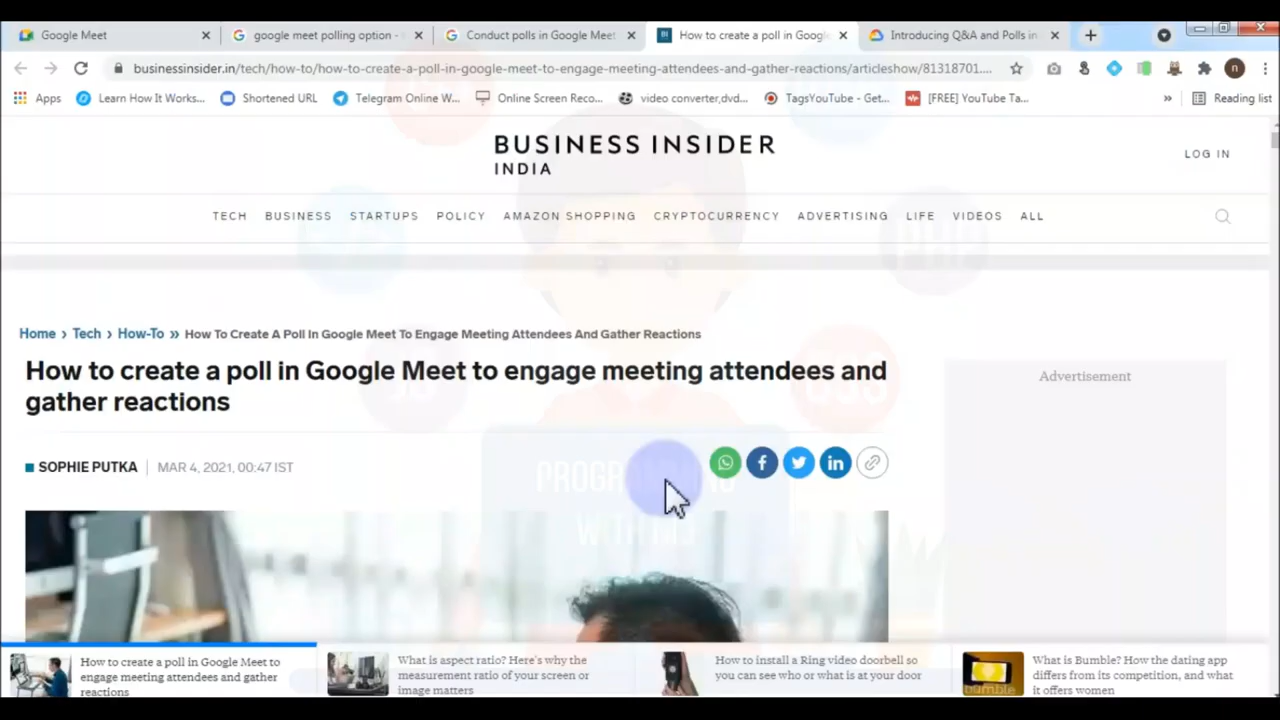 Google Meet
google meet polling option -
Conduct polls in Google Meet
How to create a poll in Google
Introducing Q&A and Polls in
businessinsider.in/tech/how-to/how-to-create-a-poll-in-google-meet-to-engage-meeting-attendees-and-gather-reactions/articleshow/81318701....
Apps
Learn How It Works...
Shortened URL
Telegram Online W...
Online Screen Reco...
video converter,dvd...
TagsYouTube - Get...
[FREE] YouTube Ta...
»
Reading list
BUSINESS INSIDER
INDIA
LOG IN
TECH BUSINESS STARTUPS POLICY AMAZON SHOPPING CRYPTOCURRENCY ADVERTISING LIFE VIDEOS ALL
PHP
Home › Tech › How-To » How To Create A Poll In Google Meet To Engage Meeting Attendees And Gather Reactions
How to create a poll in Google Meet to engage meeting attendees and
gather reactions
Advertisement
CSS
SOPHIE PUTKA MAR 4, 2021, 00:47 IST
PROGRAMMING
WITH
How to create a poll in Google Meet to
engage meeting attendees and gather
reactions
What is aspect ratio? Here's why the
measurement ratio of your screen or
image matters
How to install a Ring video doorbell so
you can see who or what is at your door
bumble
What is Bumble? How the dating app
differs from its competition, and what
it offers women